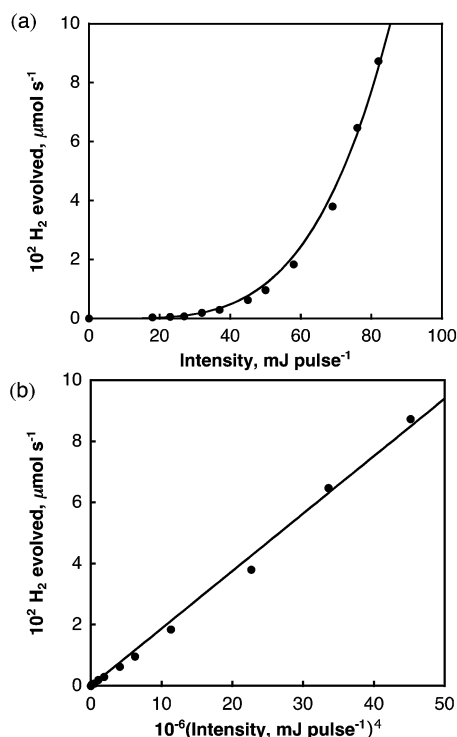 (a)
10
8
6
4
2
0
10² H₂ evolved, μmol s⁻¹
0 20 40 60 80 100
Intensity, mJ pulse⁻¹
(b)
10
8
6
4
2
0
10² H₂ evolved, μmol s⁻¹
0 10 20 30 40 50
10⁻⁶(Intensity, mJ pulse⁻¹)⁴